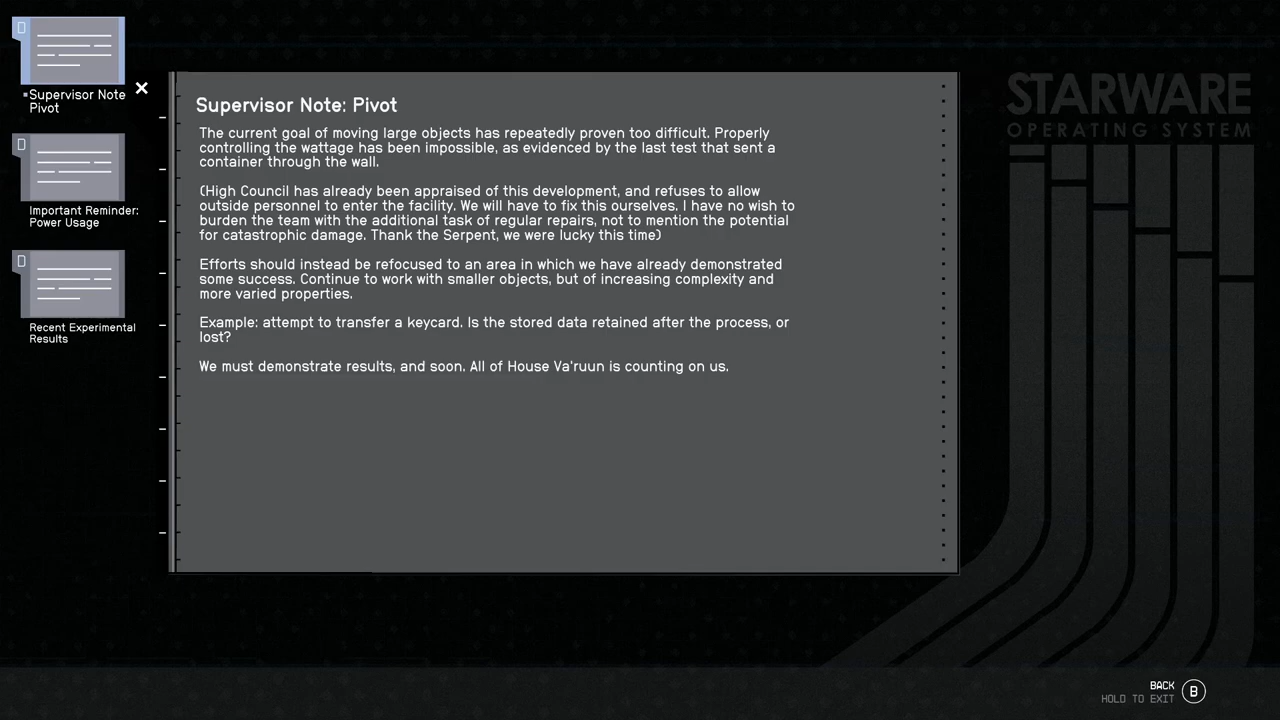 Supervisor Note
Pivot
Important Reminder:
Power Usage
Recent Experimental
Results
Supervisor Note: Pivot
The current goal of moving large objects has repeatedly proven too difficult. Properly
controlling the wattage has been impossible, as evidenced by the last test that sent a
container through the wall.
(High Council has already been appraised of this development, and refuses to allow
outside personnel to enter the facility. We will have to fix this ourselves. I have no wish to
burden the team with the additional task of regular repairs, not to mention the potential
for catastrophic damage. Thank the Serpent, we were lucky this time)
Efforts should instead be refocused to an area in which we have already demonstrated
some success. Continue to work with smaller objects, but of increasing complexity and
more varied properties.
Example: attempt to transfer a keycard. Is the stored data retained after the process, or
lost?
We must demonstrate results, and soon. All of House Va'ruun is counting on us.
STARWARE
OPERATING SYSTEM
BACK
HOLD TO EXIT
B